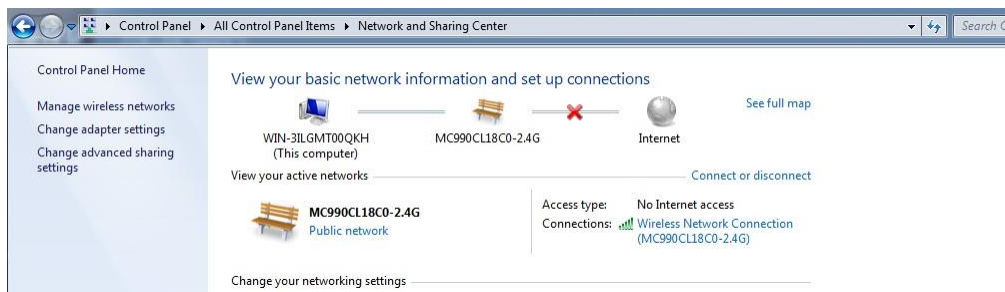 Control Panel ▸ All Control Panel Items ▸ Network and Sharing Center
Search
Control Panel Home
Manage wireless networks
Change adapter settings
Change advanced sharing
settings
View your basic network information and set up connections
See full map
WIN-3ILGMT00QKH
(This computer)
MC990CL18C0-2.4G
Internet
View your active networks
Connect or disconnect
MC990CL18C0-2.4G
Public network
Access type: No Internet access
Connections: Wireless Network Connection
(MC990CL18C0-2.4G)
Change your networking settings